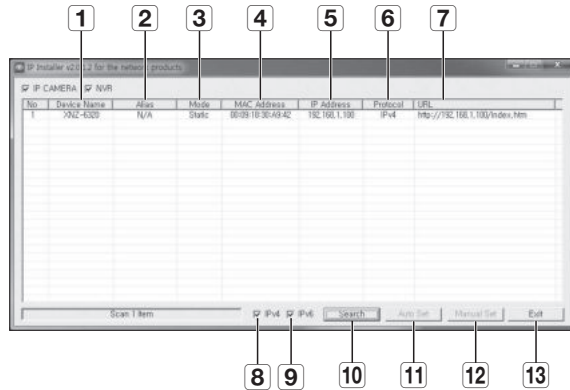 1 2 3 4 5 6 7
IP Installer v2.0.1.2 for the network products
IP CAMERA NVR
No Device Name Alias Mode MAC Address IP Address Protocol URL
1 XNZ-6320 N/A Static 00:09:18:30:A9:42 192.168.1.100 IPv4 http://192.168.1.100/index.htm
Scan 1 Item IPv4 IPv6 Search Auto Set Manual Set Exit
8 9 10 11 12 13